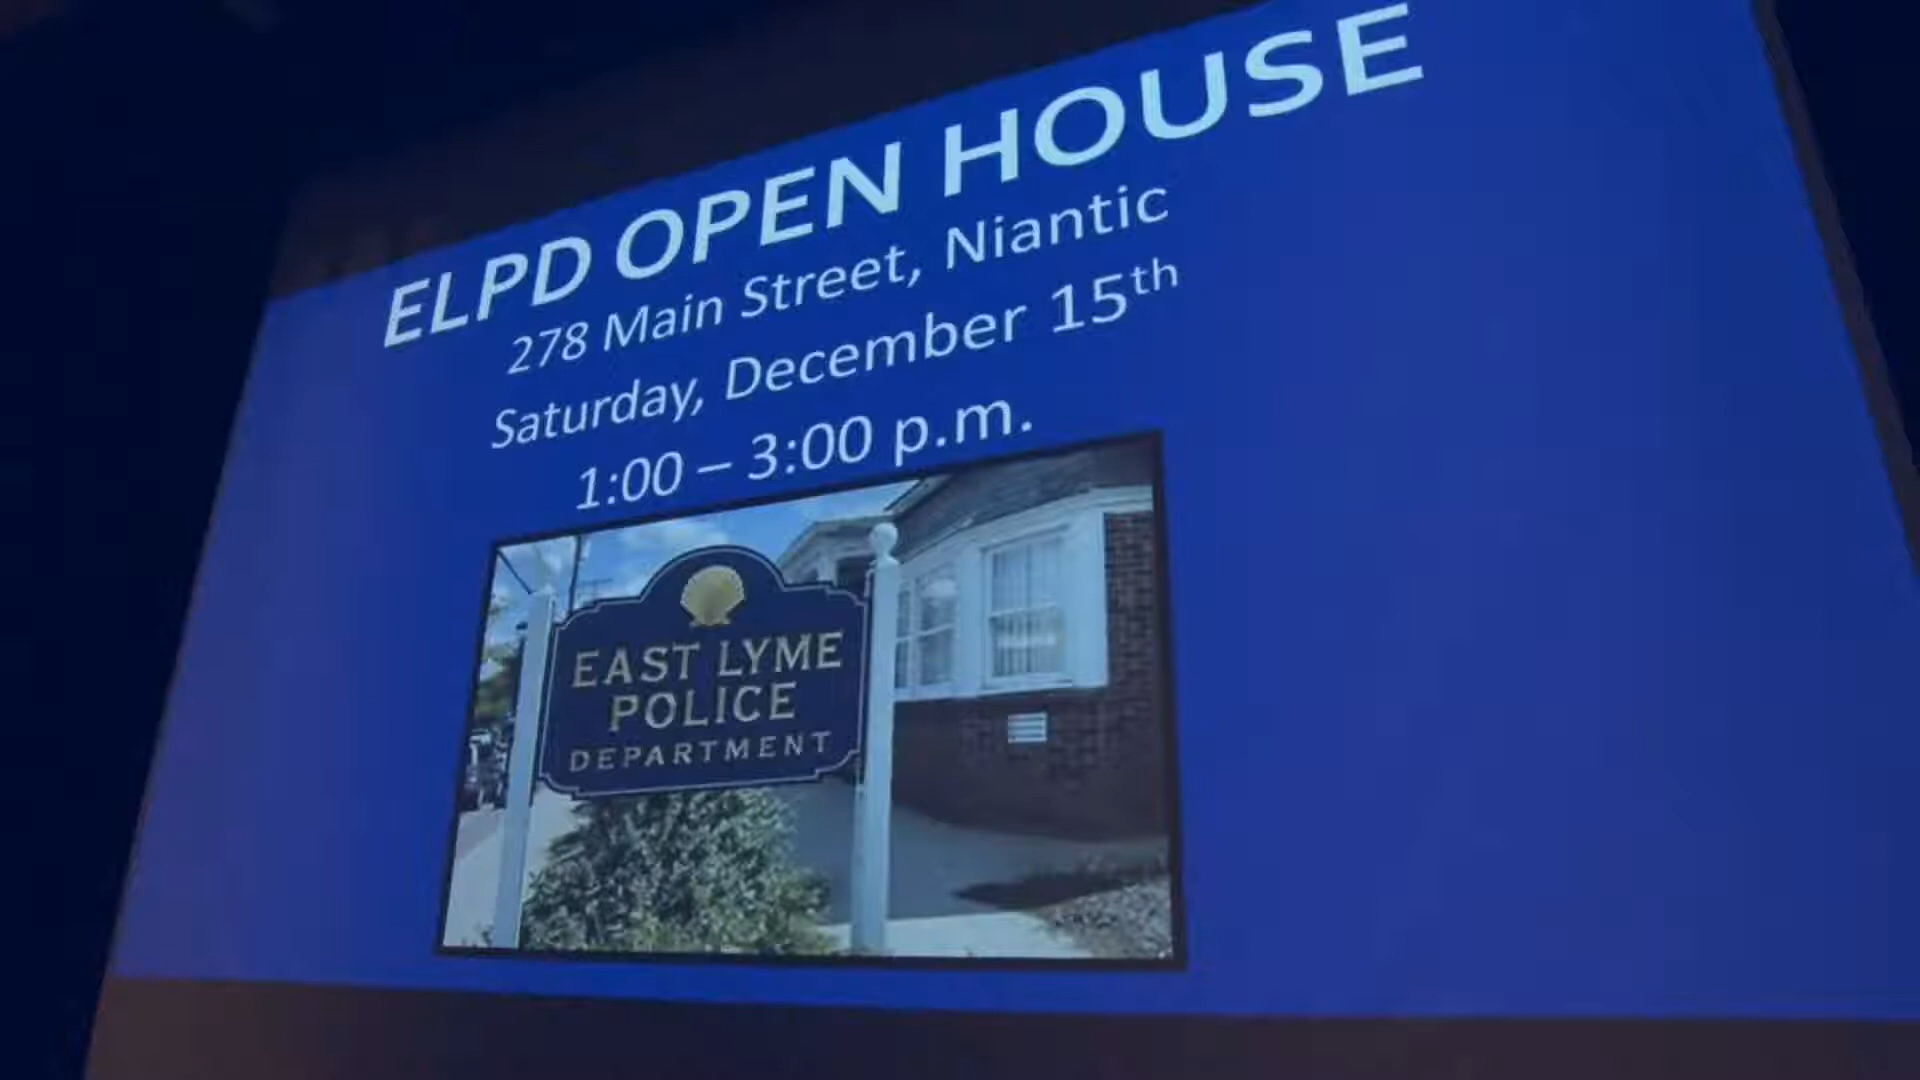 ELPD OPEN HOUSE
278 Main Street, Niantic
Saturday, December 15th
1:00 – 3:00 p.m.
EAST LYME
POLICE
DEPARTMENT